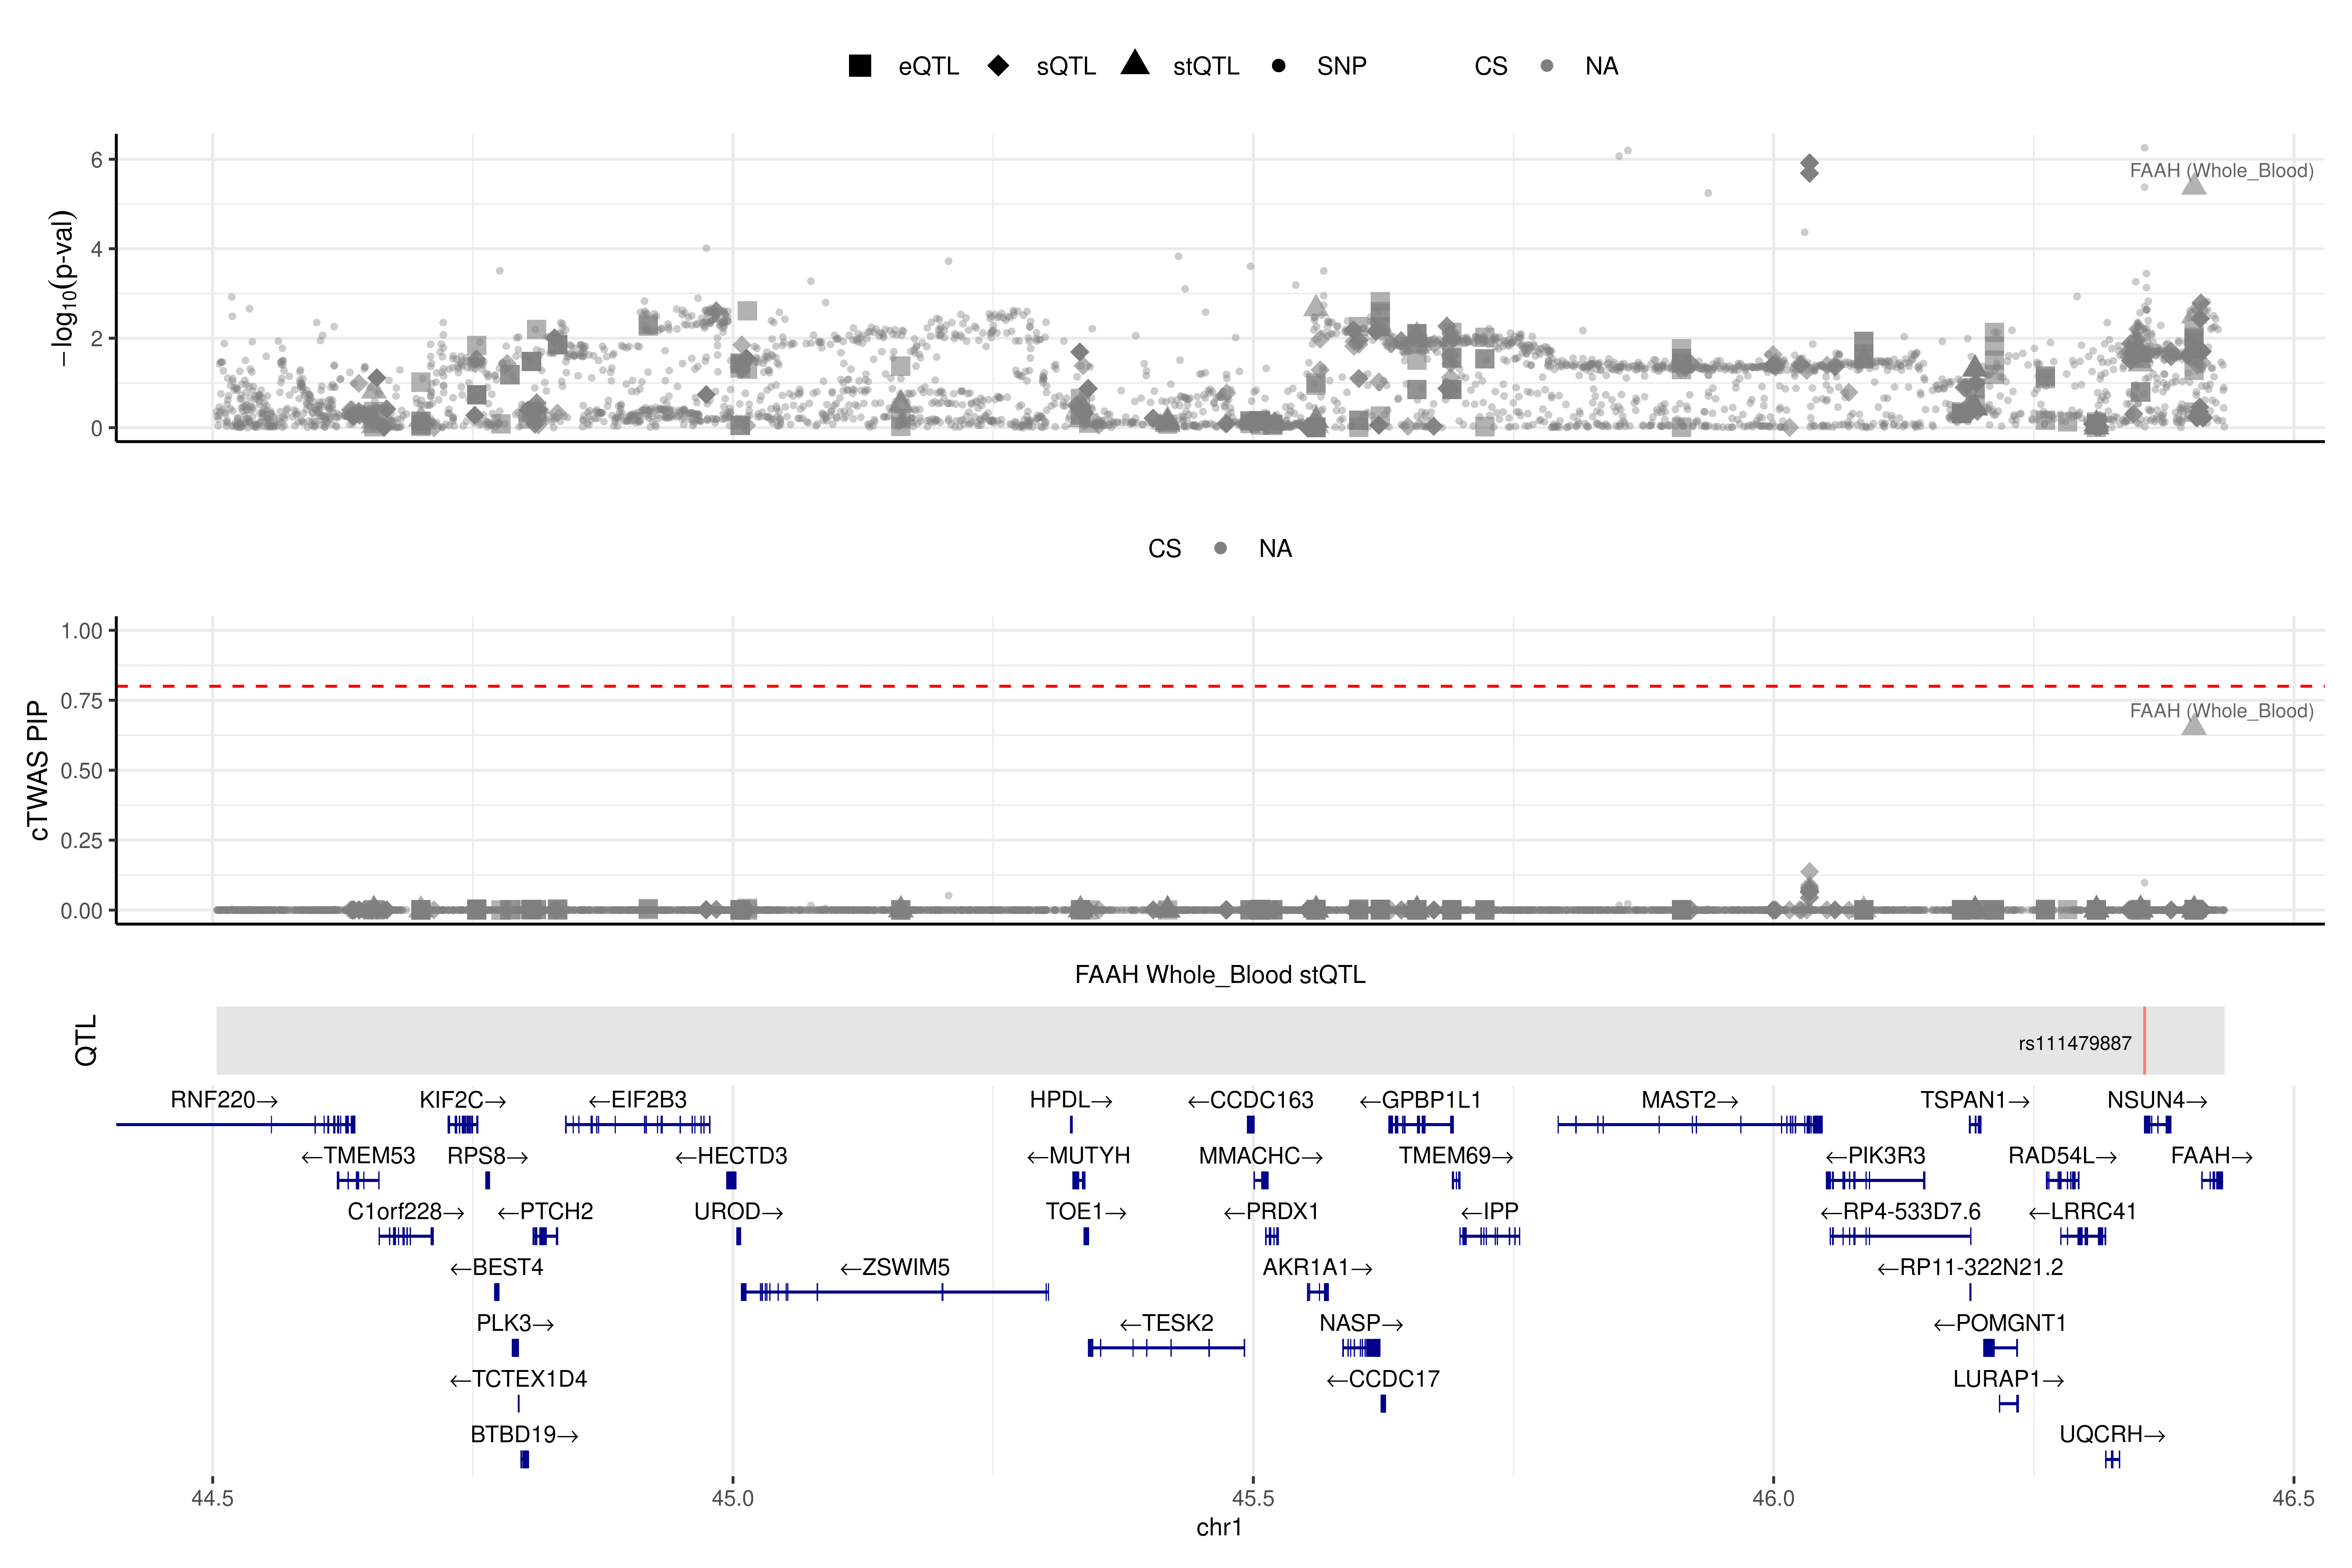 eQTL sQTL stQTL SNP CS NA
6
4
2
0
−log10(p-val)
FAAH (Whole_Blood)
CS NA
1.00
0.75
0.50
0.25
0.00
cTWAS PIP
FAAH (Whole_Blood)
FAAH Whole_Blood stQTL
QTL
rs111479887
RNF220→ KIF2C→ ←EIF2B3 HPDL→ ←CCDC163 ←GPBP1L1 MAST2→ TSPAN1→ NSUN4→
←TMEM53 RPS8→ ←HECTD3 ←MUTYH MMACHC→ TMEM69→ ←PIK3R3 RAD54L→ FAAH→
C1orf228→ ←PTCH2 UROD→ TOE1→ ←PRDX1 ←IPP ←RP4-533D7.6 ←LRRC41
←BEST4 ←ZSWIM5 AKR1A1→ ←RP11-322N21.2
PLK3→ ←TESK2 NASP→ ←POMGNT1
←TCTEX1D4 ←CCDC17 LURAP1→
BTBD19→ UQCRH→
44.5 45.0 45.5 46.0 46.5
chr1